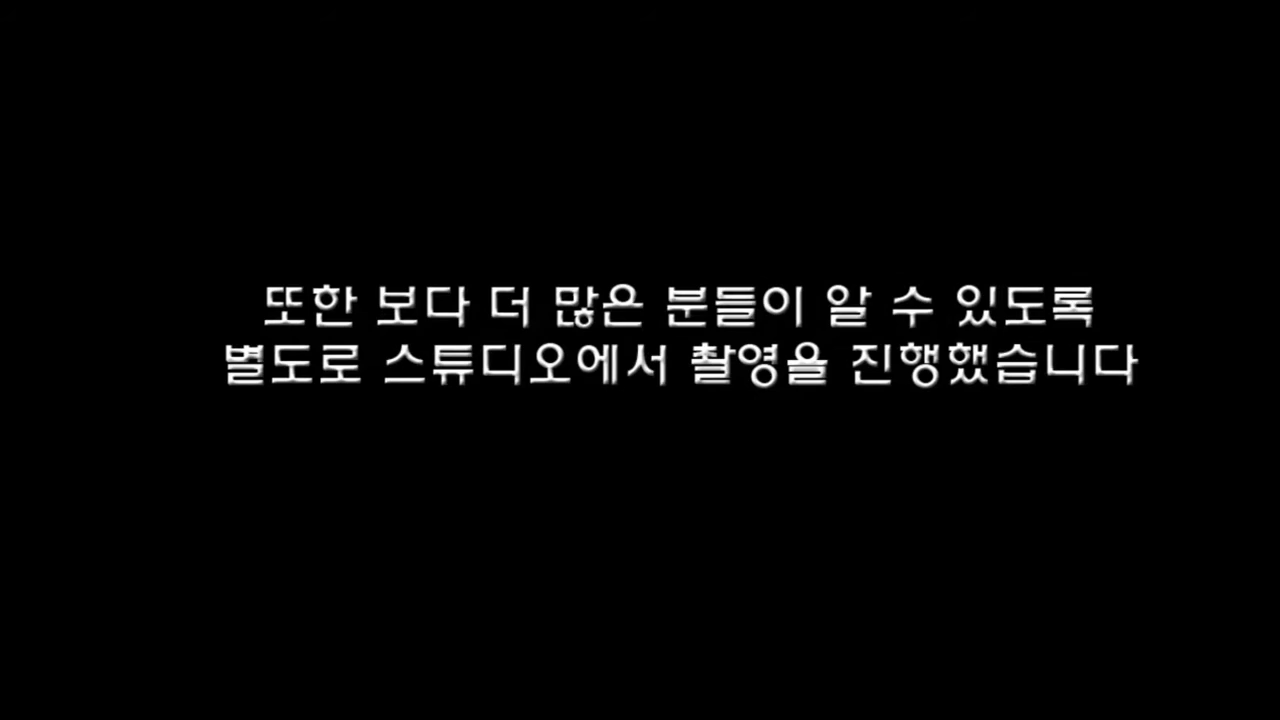 또한 보다 더 많은 분들이 알 수 있도록
별도로 스튜디오에서 촬영을 진행했습니다